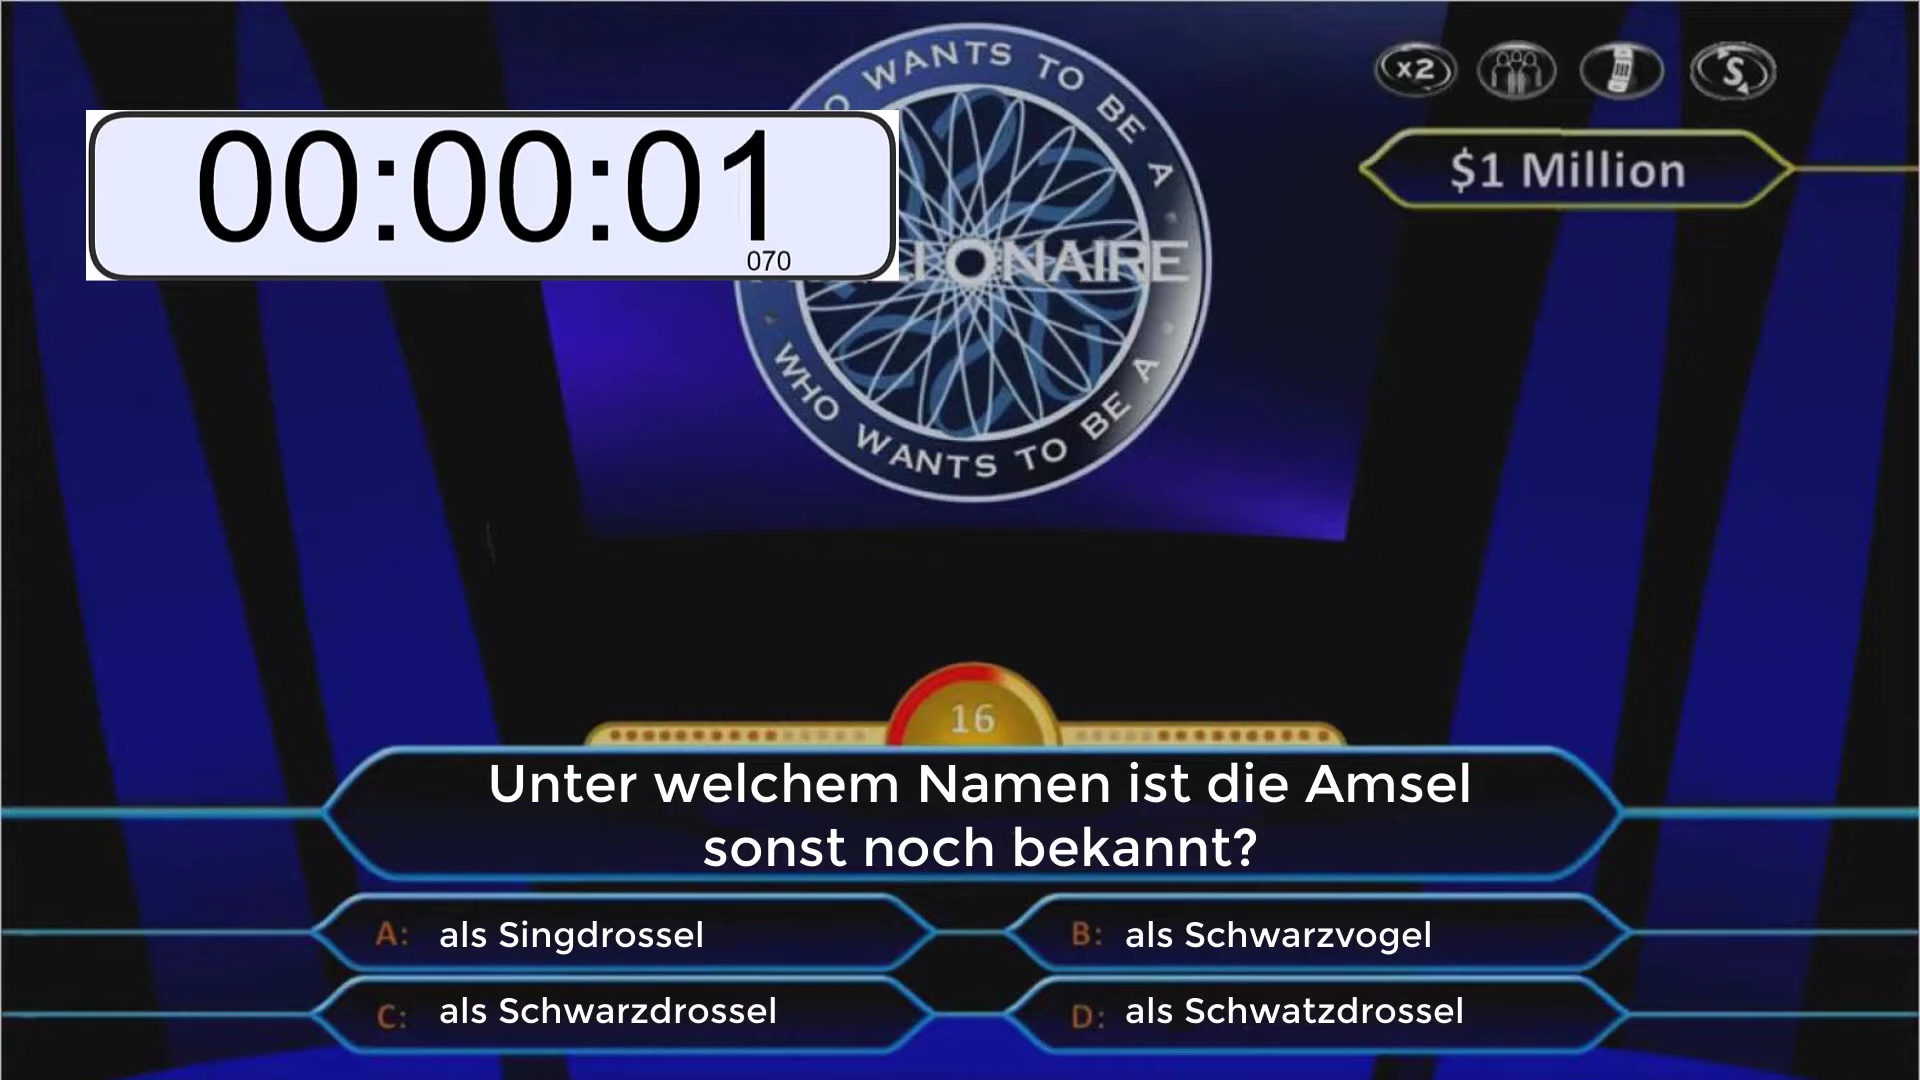 WANTS TO BE A
x2
S
00:00:01
070
$1 Million
IONAIRE
WHO WANTS TO BE A
16
Unter welchem Namen ist die Amsel
sonst noch bekannt?
A: als Singdrossel
B: als Schwarzvogel
C: als Schwarzdrossel
D: als Schwatzdrossel